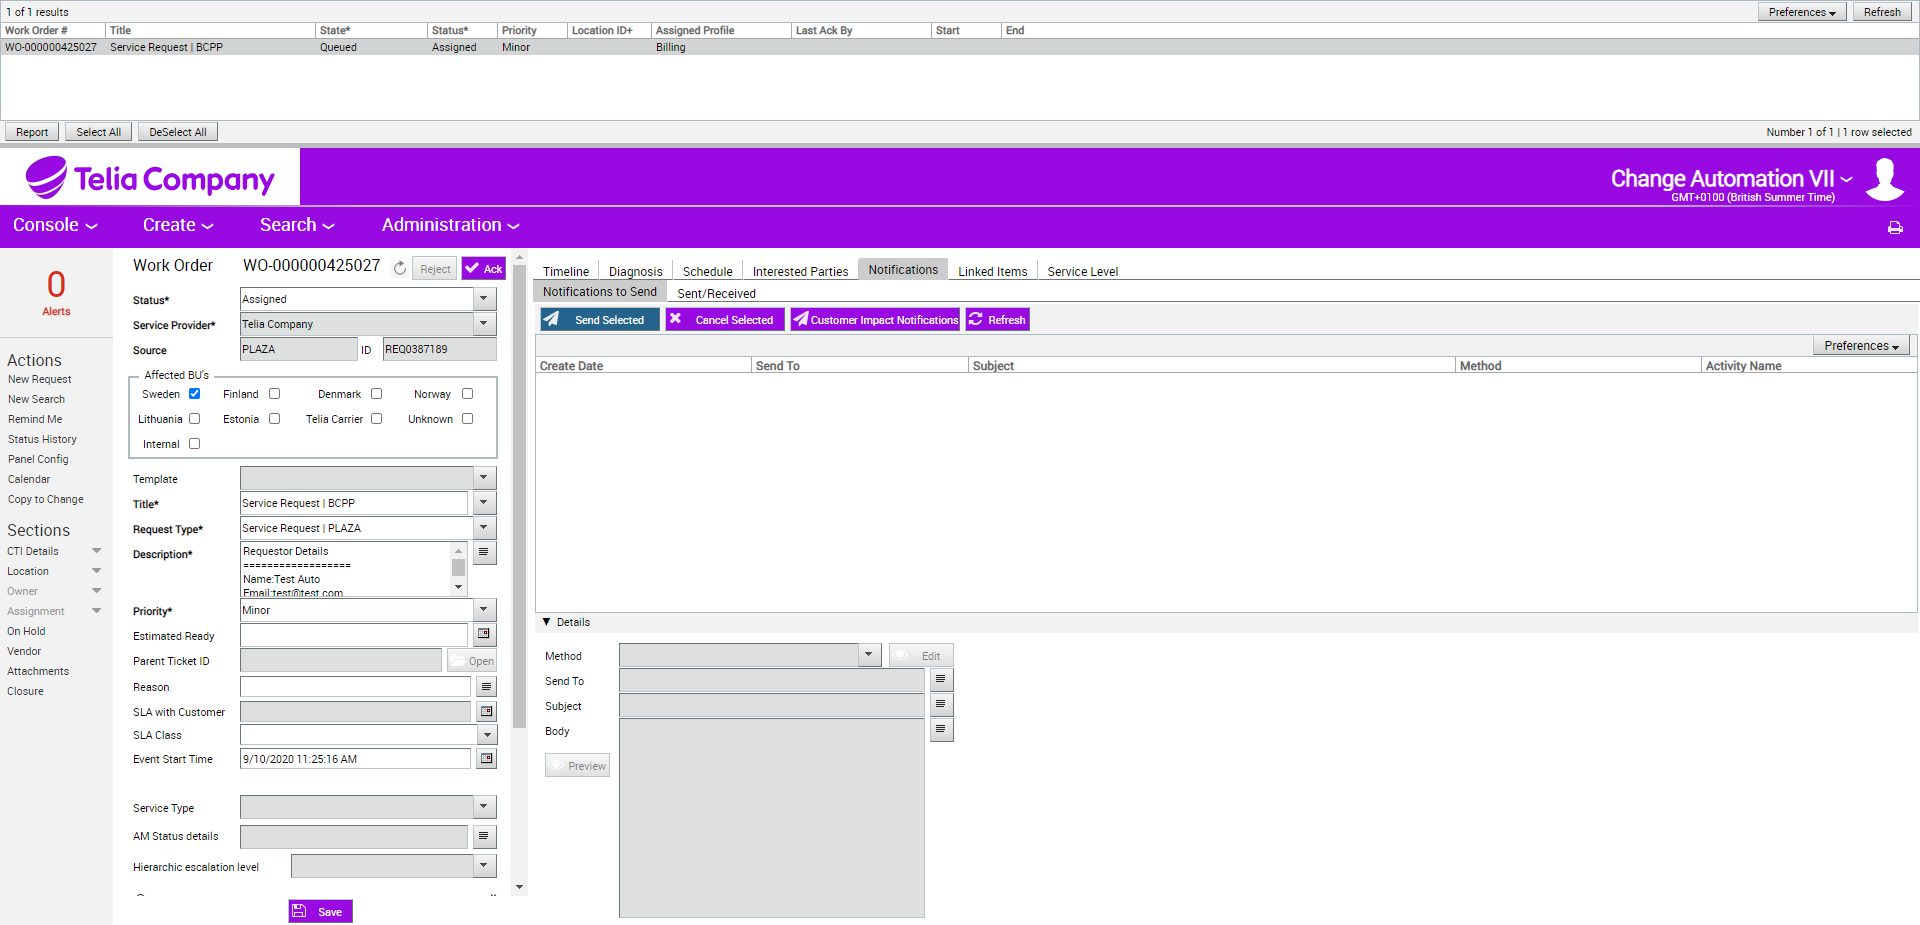 1 of 1 results
Preferences
Refresh
Work Order # Title State* Status* Priority Location ID+ Assigned Profile Last Ack By Start End
WO-000000425027 Service Request | BCPP Queued Assigned Minor Billing
Report Select All DeSelect All
Number 1 of 1 | 1 row selected
Telia Company
Change Automation VII
GMT+0100 (British Summer Time)
Console Create Search Administration
0
Alerts
Actions
New Request
New Search
Remind Me
Status History
Panel Config
Calendar
Copy to Change
Sections
CTI Details
Location
Owner
Assignment
On Hold
Vendor
Attachments
Closure
Work Order WO-000000425027 Reject Ack
Status* Assigned
Service Provider* Telia Company
Source PLAZA ID REQ0387189
Affected BU's
Sweden Finland Denmark Norway
Lithuania Estonia Telia Carrier Unknown
Internal
Template
Title* Service Request | BCPP
Request Type* Service Request | PLAZA
Description* Requestor Details
==================
Name:Test Auto
Email:test@test.com
Priority* Minor
Estimated Ready
Parent Ticket ID Open
Reason
SLA with Customer
SLA Class
Event Start Time 9/10/2020 11:25:16 AM
Service Type
AM Status details
Hierarchic escalation level
Save
Timeline Diagnosis Schedule Interested Parties Notifications Linked Items Service Level
Notifications to Send Sent/Received
Send Selected Cancel Selected Customer Impact Notifications Refresh
Preferences
Create Date Send To Subject Method Activity Name
Details
Method Edit
Send To
Subject
Body
Preview